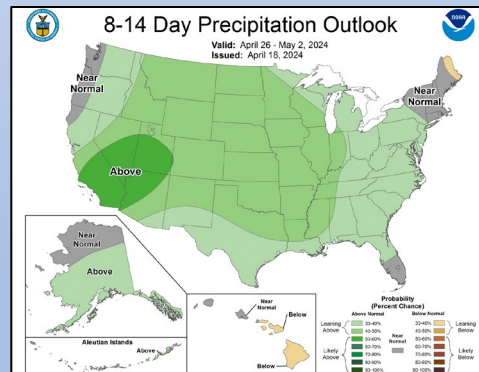 8-14 Day Precipitation Outlook
Valid: April 26 - May 2, 2024
Issued: April 18, 2024
NOAA
Near
Normal
Near
Normal
Above
Near
Normal
Above
Aleutian Islands
Above
Near
Normal
Below
Below
Probability
(Percent Chance)
Above Normal
Below Normal
Leaning
Above
Likely
Above
33-40%
40-50%
50-60%
60-70%
70-80%
80-90%
90-100%
Near
Normal
33-40%
40-50%
50-60%
60-70%
70-80%
80-90%
90-100%
Leaning
Below
Likely
Below